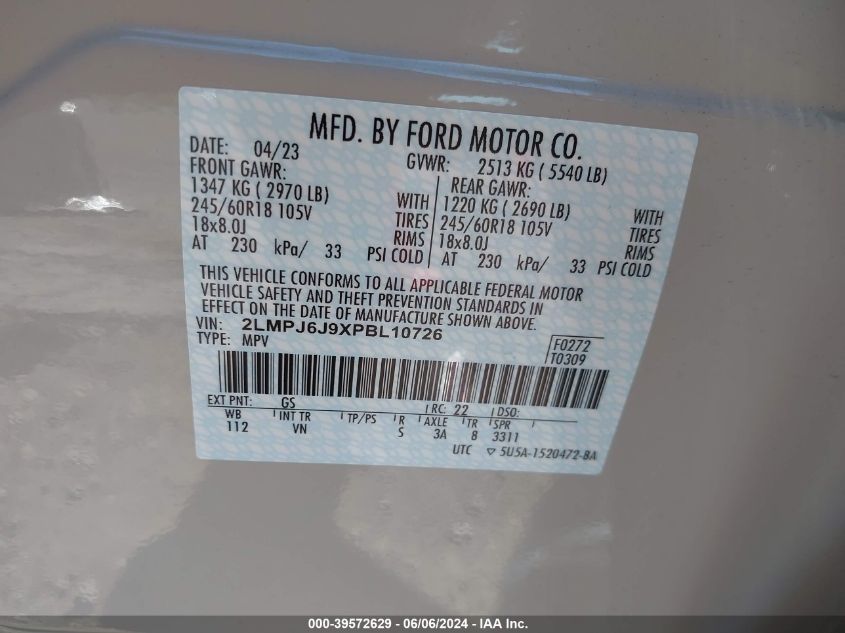 MFD. BY FORD MOTOR CO.
DATE: 04/23 GVWR: 2513 KG ( 5540 LB)
FRONT GAWR: REAR GAWR:
1347 KG ( 2970 LB) WITH 1220 KG ( 2690 LB) WITH
245/60R18 105V TIRES 245/60R18 105V TIRES
18x8.0J RIMS 18x8.0J RIMS
AT 230 kPa/ 33 PSI COLD AT 230 kPa/ 33 PSI COLD
THIS VEHICLE CONFORMS TO ALL APPLICABLE FEDERAL MOTOR
VEHICLE SAFETY AND THEFT PREVENTION STANDARDS IN
EFFECT ON THE DATE OF MANUFACTURE SHOWN ABOVE.
VIN: 2LMPJ6J9XPBL10726
TYPE: MPV F0272
T0309
EXT PNT: GS RC: 22 DSO:
WB INT TR TP/PS R AXLE TR SPR
112 VN S 3A 8 3311
UTC ▽ 5U5A-1520472-BA
000-39572629 - 06/06/2024 - IAA Inc.